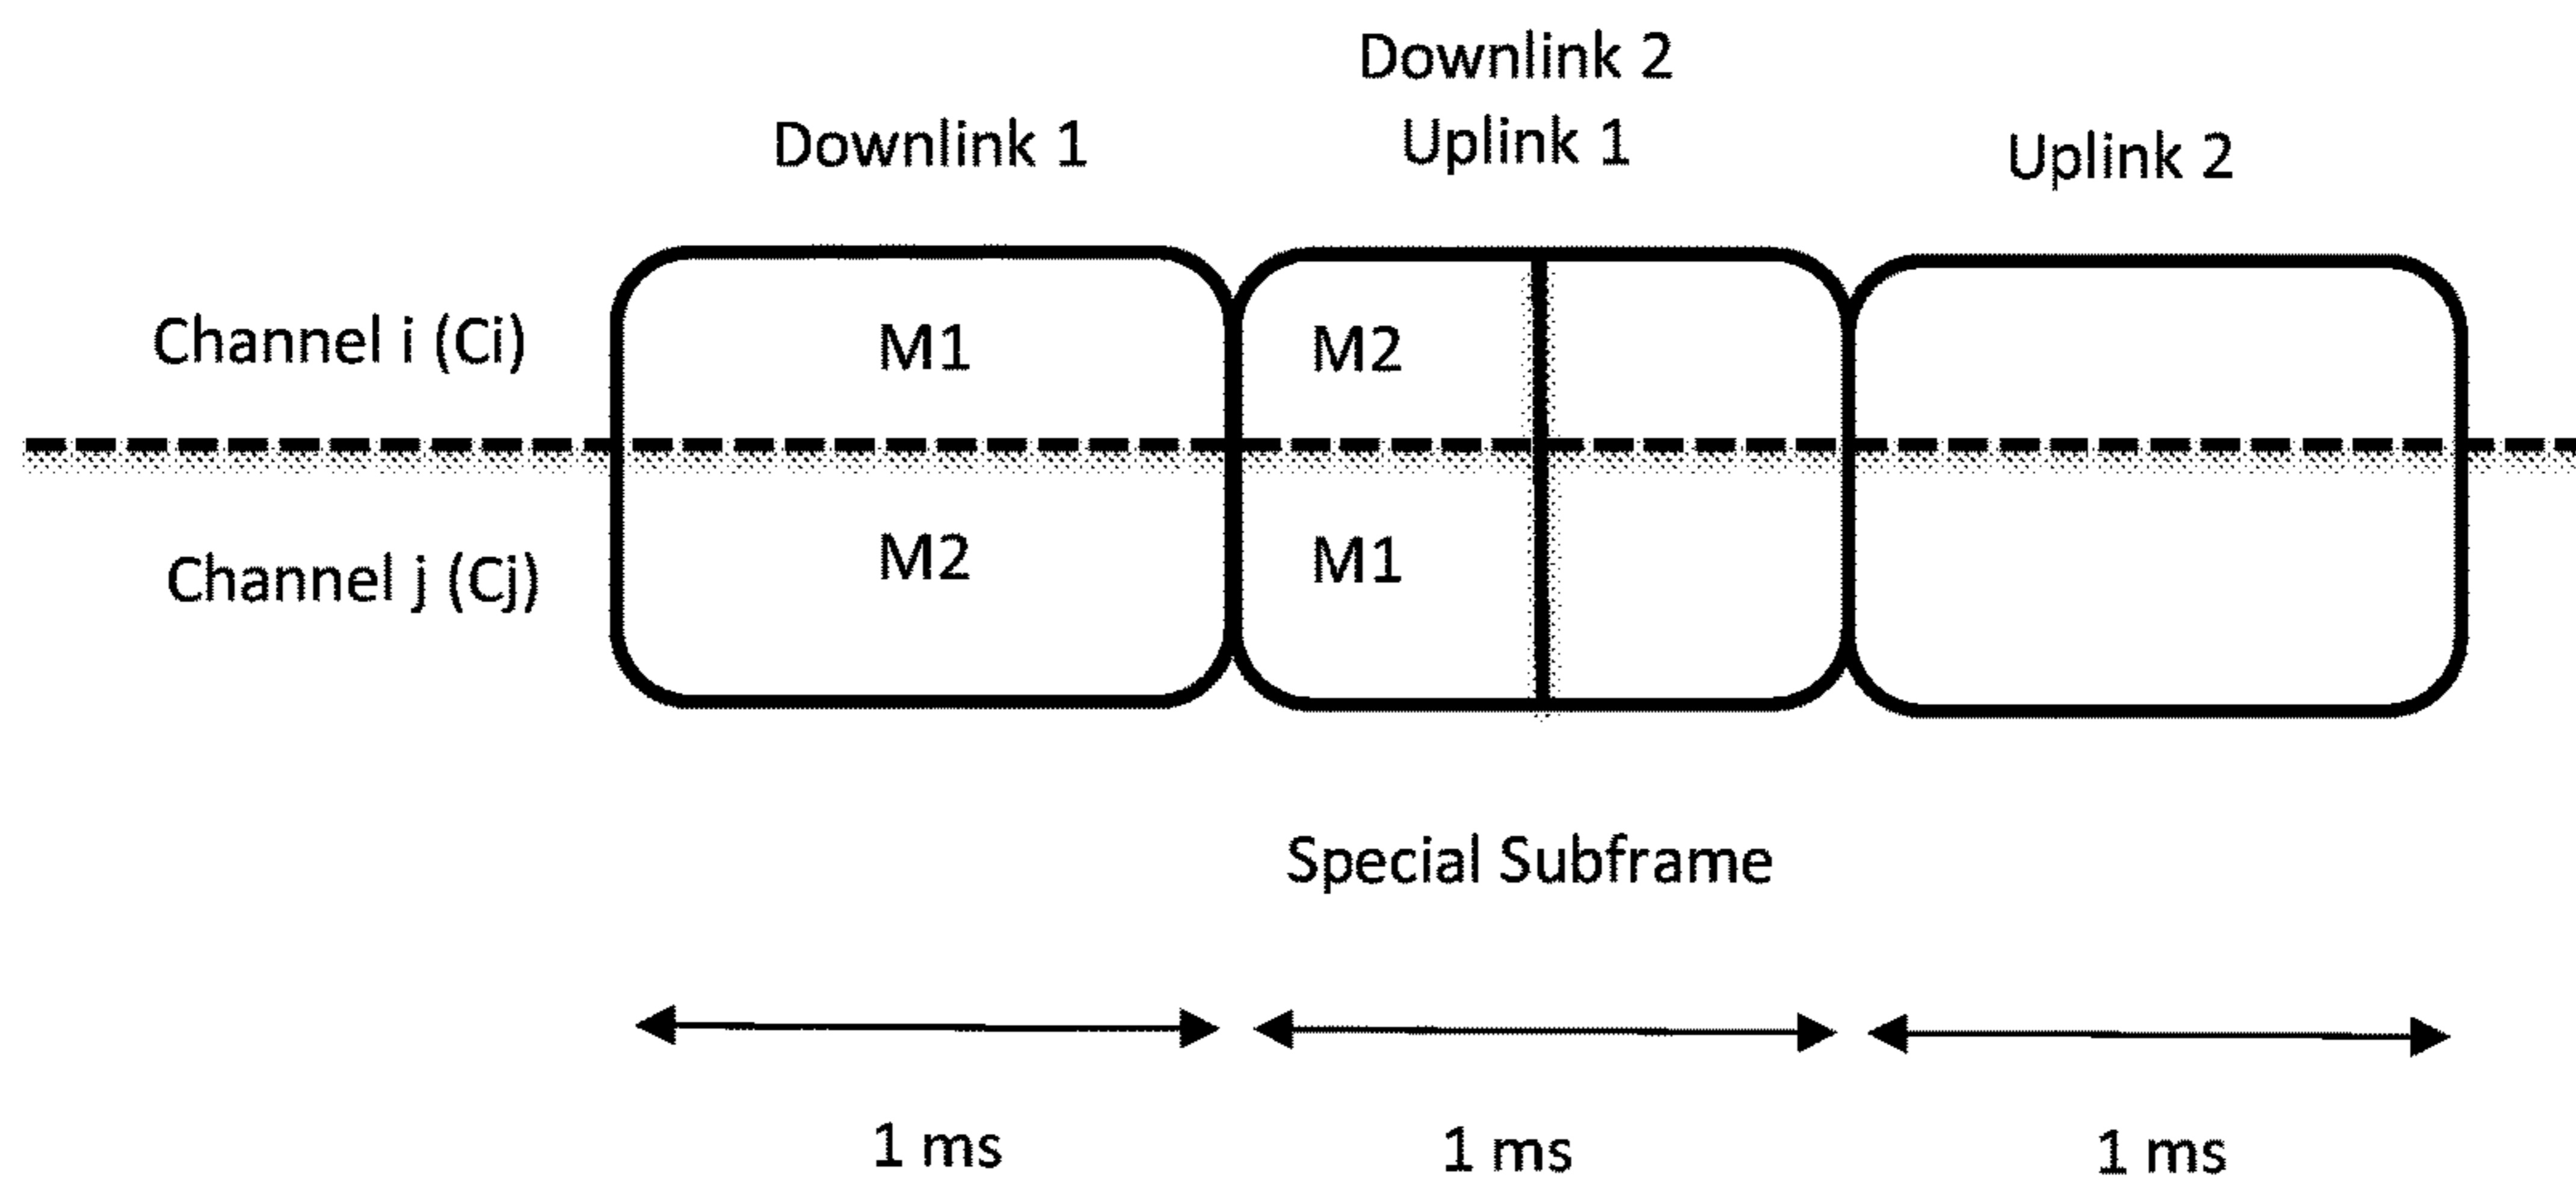 Downlink 2
Downlink 1
Uplink 1
Uplink 2
Channel i (Ci)
M1
M2
Channel j (Cj)
M2
M1
Special Subframe
1 ms
1 ms
1 ms